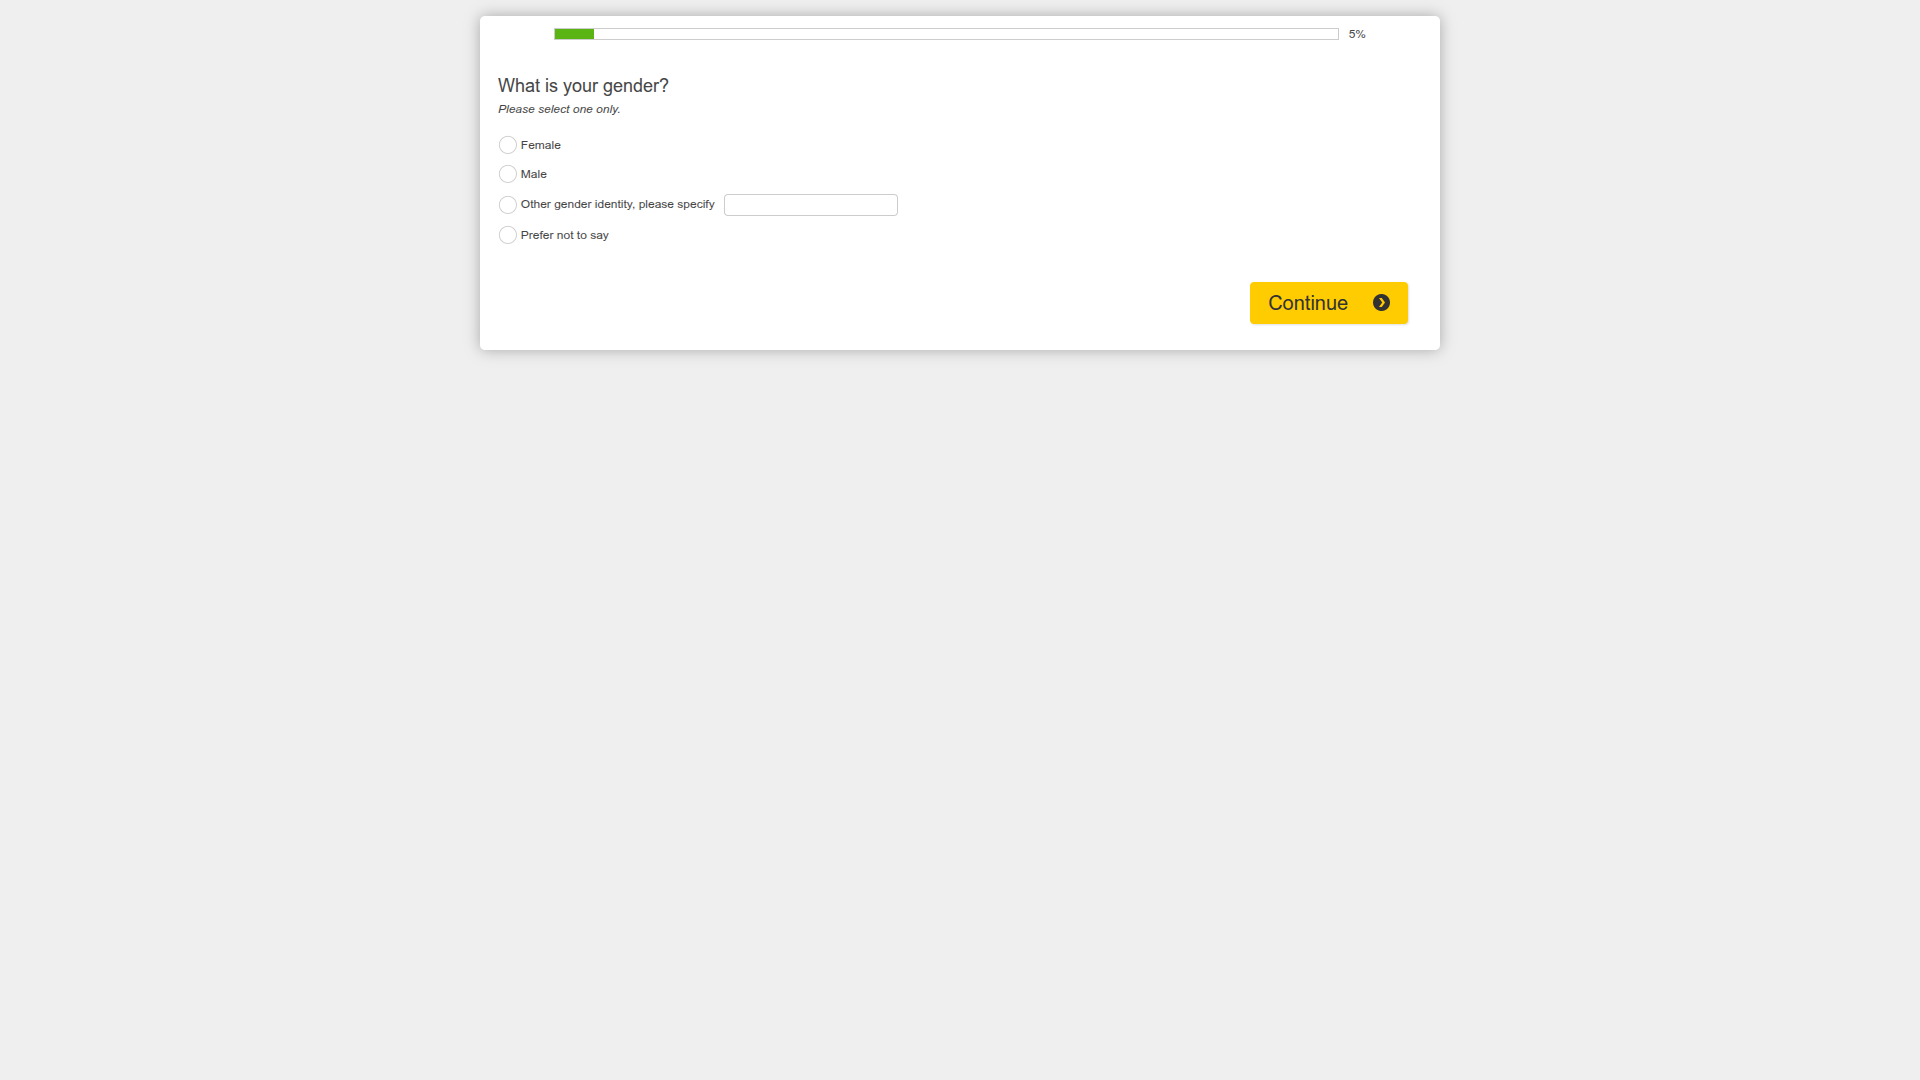 5%
What is your gender?
Please select one only.
Female
Male
Other gender identity, please specify
Prefer not to say
Continue